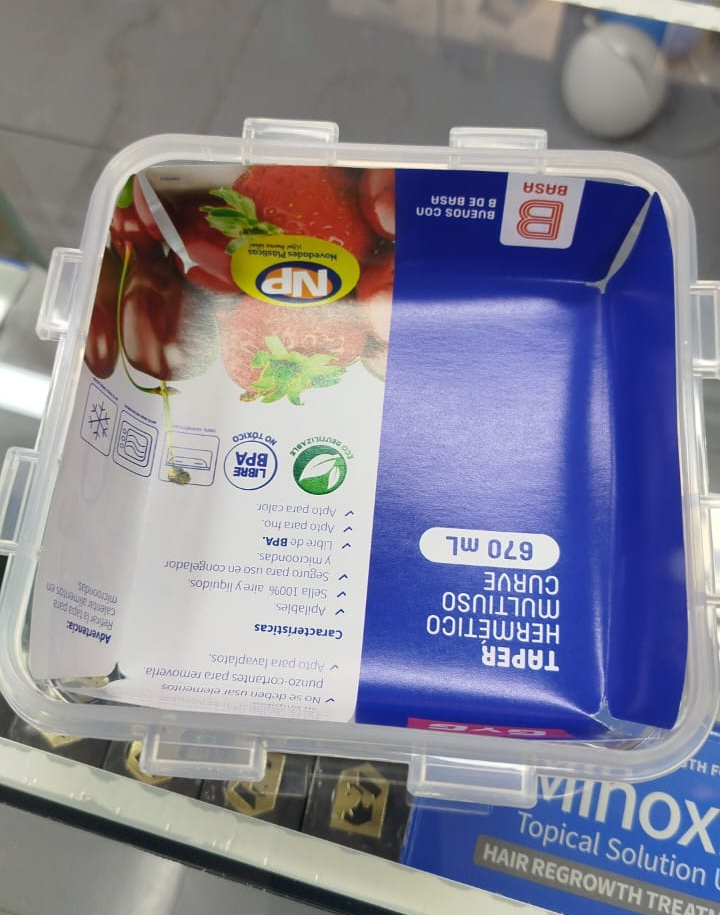 TAPER
HERMÉTICO
MULTIUSO
CURVE
670 mL
BUENOS CON
B DE BASA
B
BASA
No se deben usar elementos
punzo-cortantes para removerla.
Apto para lavaplatos.
Características
Apilables.
Sella 100% aire y líquidos.
Seguro para uso en congelador
y microondas.
Libre de BPA.
Apto para frío.
Apto para calor.
ECO REUTILIZABLE
LIBRE
BPA
NO TÓXICO
NP
Novedades Plásticas
¡Qué buena idea!
Advertencia:
Retirar la tapa para
calentar alimentos en
microondas.
Minox
Topical Solution U
HAIR REGROWTH TREAT